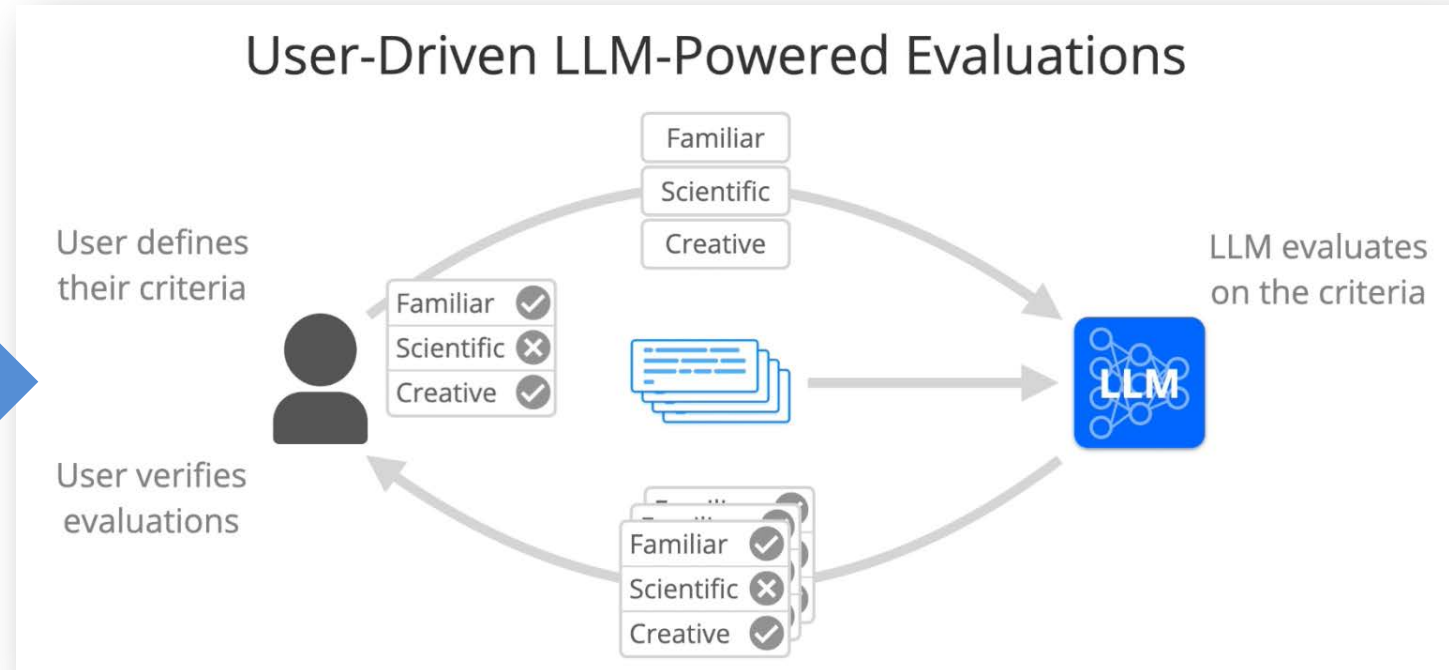 User-Driven LLM-Powered Evaluations
Familiar
Scientific
Creative
User defines
their criteria
LLM evaluates
on the criteria
Familiar
Scientific
Creative
LLM
User verifies
evaluations
Familiar
Scientific
Creative